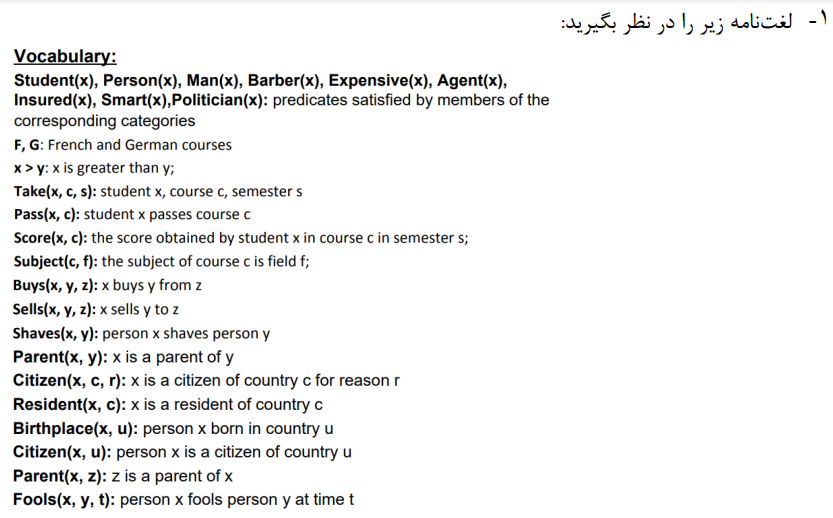 ۱- لغت‌نامه زیر را در نظر بگیرید:
Vocabulary:
Student(x), Person(x), Man(x), Barber(x), Expensive(x), Agent(x),
Insured(x), Smart(x),Politician(x): predicates satisfied by members of the
corresponding categories
F, G: French and German courses
x > y: x is greater than y;
Take(x, c, s): student x, course c, semester s
Pass(x, c): student x passes course c
Score(x, c): the score obtained by student x in course c in semester s;
Subject(c, f): the subject of course c is field f;
Buys(x, y, z): x buys y from z
Sells(x, y, z): x sells y to z
Shaves(x, y): person x shaves person y
Parent(x, y): x is a parent of y
Citizen(x, c, r): x is a citizen of country c for reason r
Resident(x, c): x is a resident of country c
Birthplace(x, u): person x born in country u
Citizen(x, u): person x is a citizen of country u
Parent(x, z): z is a parent of x
Fools(x, y, t): person x fools person y at time t